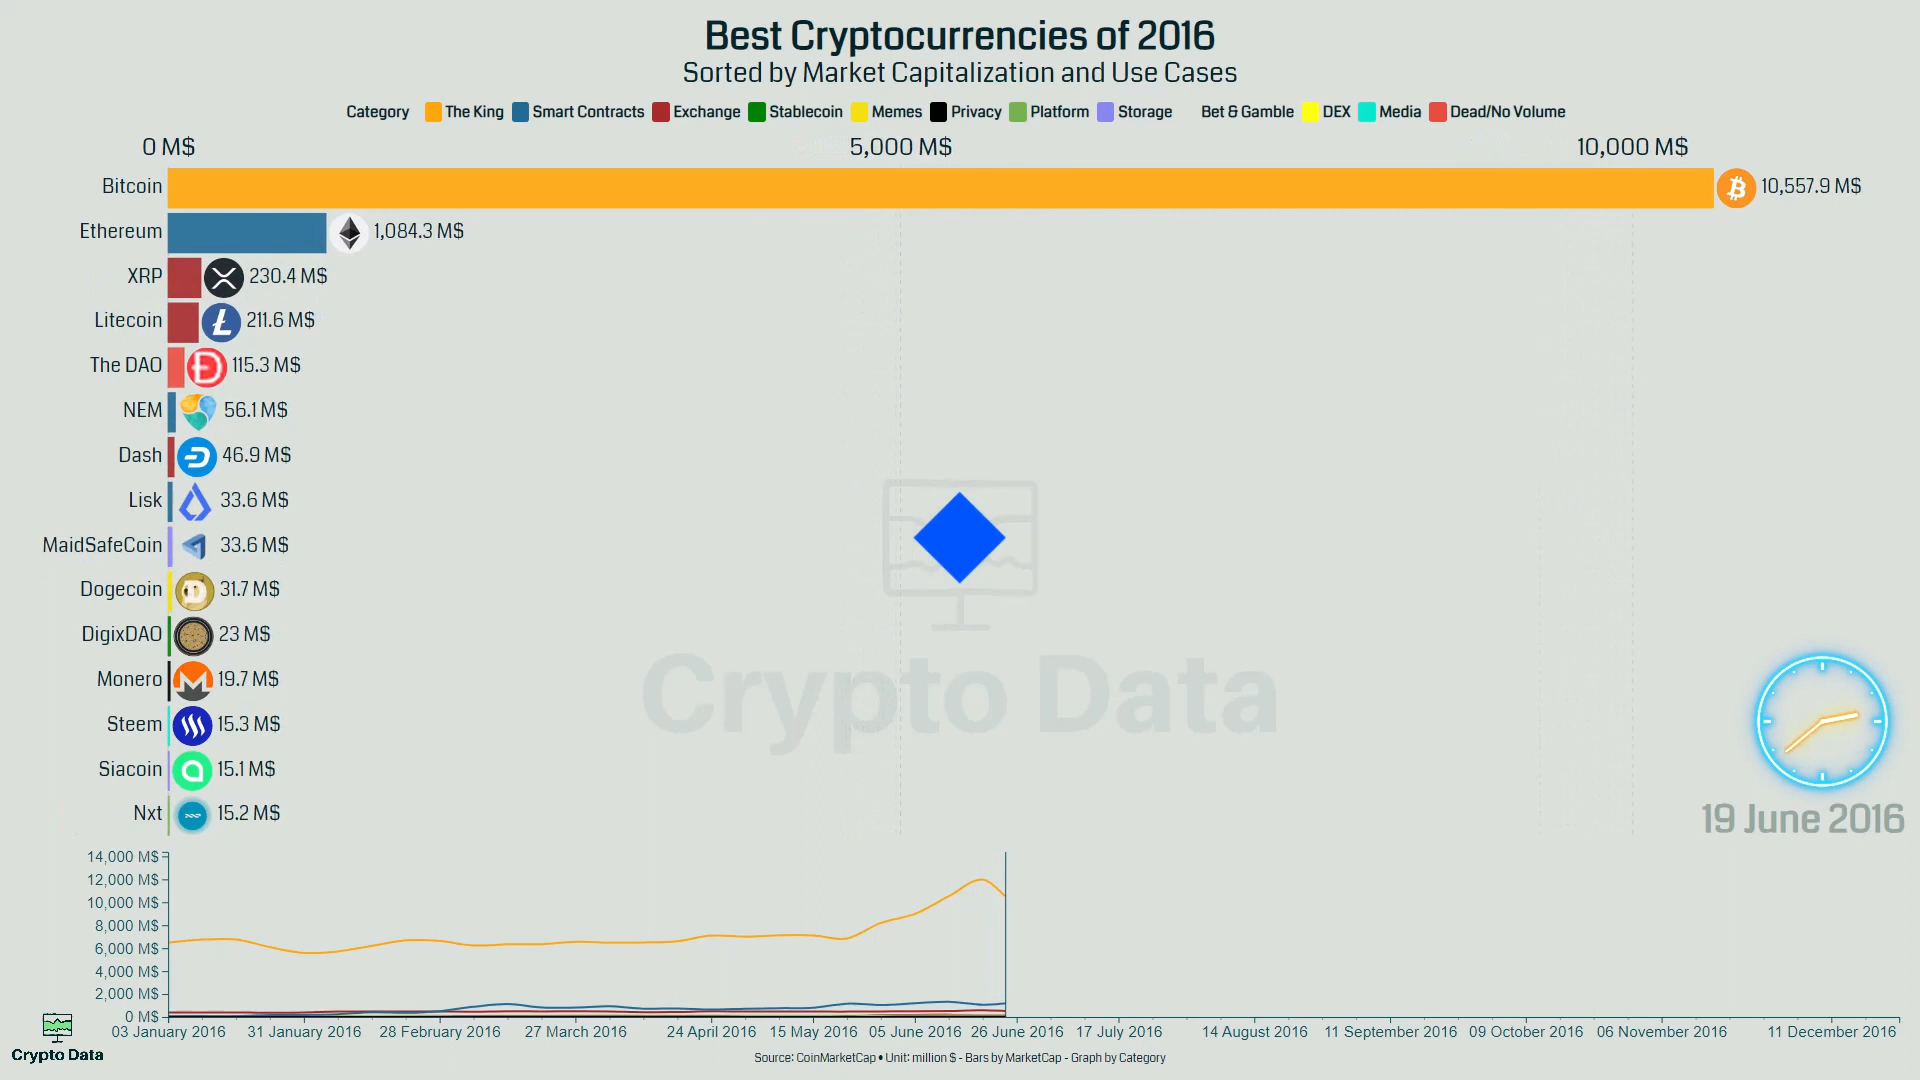 Best Cryptocurrencies of 2016
Sorted by Market Capitalization and Use Cases
Category The King Smart Contracts Exchange Stablecoin Memes Privacy Platform Storage Bet & Gamble DEX Media Dead/No Volume
0 M$ 5,000 M$ 10,000 M$
Bitcoin 10,557.9 M$
Ethereum 1,084.3 M$
XRP 230.4 M$
Litecoin 211.6 M$
The DAO 115.3 M$
NEM 56.1 M$
Dash 46.9 M$
Lisk 33.6 M$
MaidSafeCoin 33.6 M$
Dogecoin 31.7 M$
DigixDAO 23 M$
Monero 19.7 M$
Steem 15.3 M$
Siacoin 15.1 M$
Nxt 15.2 M$
Crypto Data
19 June 2016
14,000 M$
12,000 M$
10,000 M$
8,000 M$
6,000 M$
4,000 M$
2,000 M$
0 M$
03 January 2016 31 January 2016 28 February 2016 27 March 2016 24 April 2016 15 May 2016 05 June 2016 26 June 2016 17 July 2016 14 August 2016 11 September 2016 09 October 2016 06 November 2016 11 December 2016
Crypto Data
Source: CoinMarketCap • Unit: million $ - Bars by MarketCap - Graph by Category